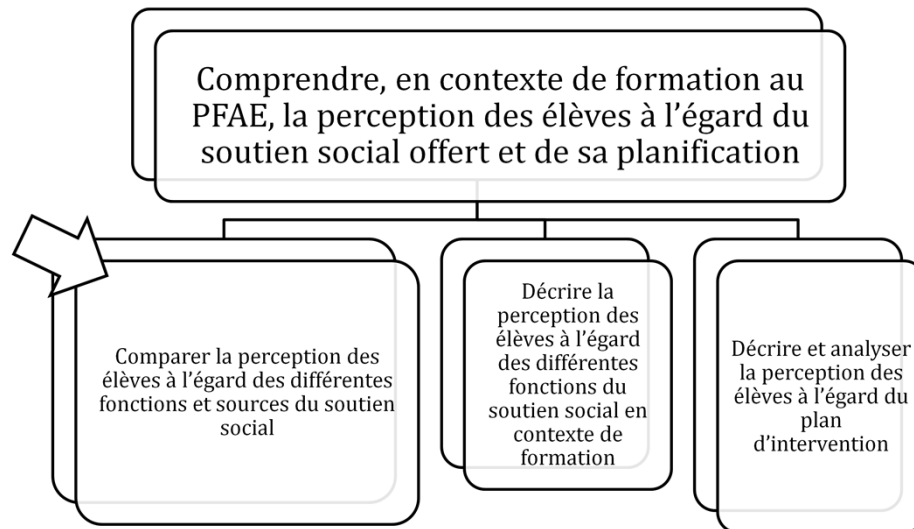 Comprendre, en contexte de formation au
PFAE, la perception des élèves à l’égard du
soutien social offert et de sa planification
Comparer la perception des
élèves à l’égard des différentes
fonctions et sources du soutien
social
Décrire la
perception des
élèves à l’égard
des différentes
fonctions du
soutien social en
contexte de
formation
Décrire et analyser
la perception des
élèves à l’égard du
plan
d’intervention